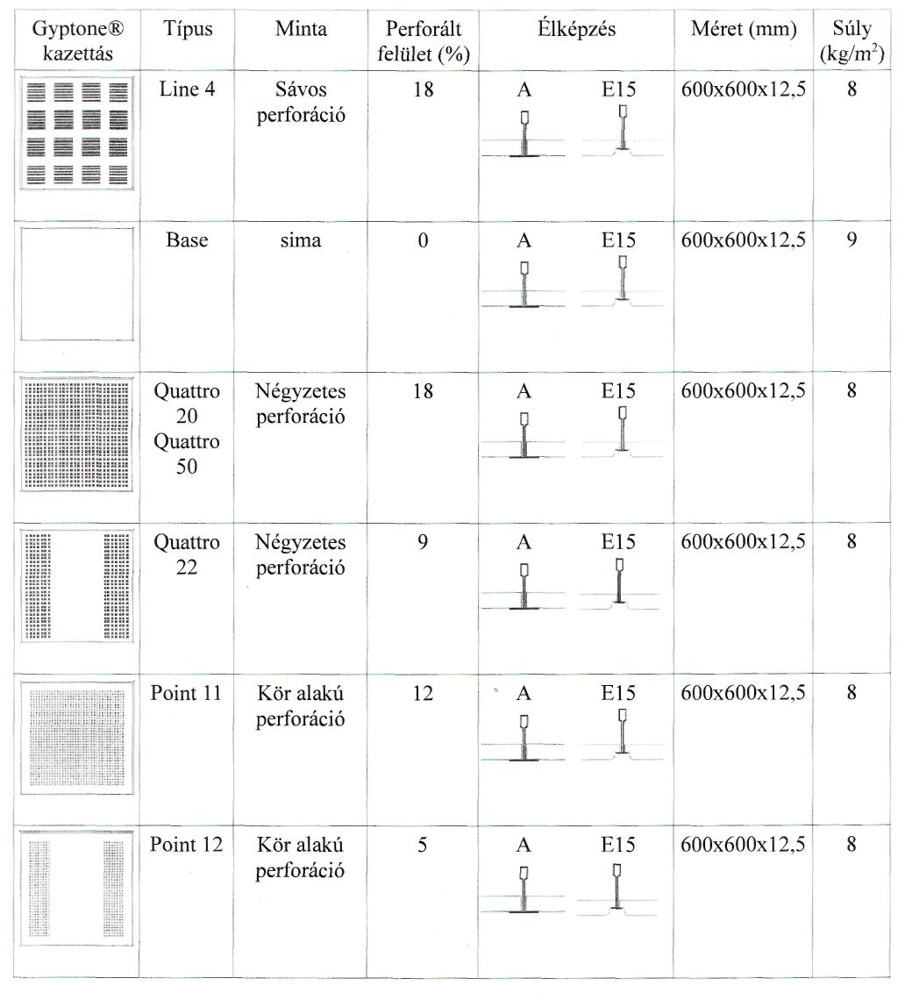 Gyptone® kazettás Típus Minta Perforált felület (%) Élképzés Méret (mm) Súly (kg/m²)
Line 4 Sávos perforáció 18 A E15 600x600x12,5 8
Base sima 0 A E15 600x600x12,5 9
Quattro 20 Quattro 50 Négyzetes perforáció 18 A E15 600x600x12,5 8
Quattro 22 Négyzetes perforáció 9 A E15 600x600x12,5 8
Point 11 Kör alakú perforáció 12 A E15 600x600x12,5 8
Point 12 Kör alakú perforáció 5 A E15 600x600x12,5 8